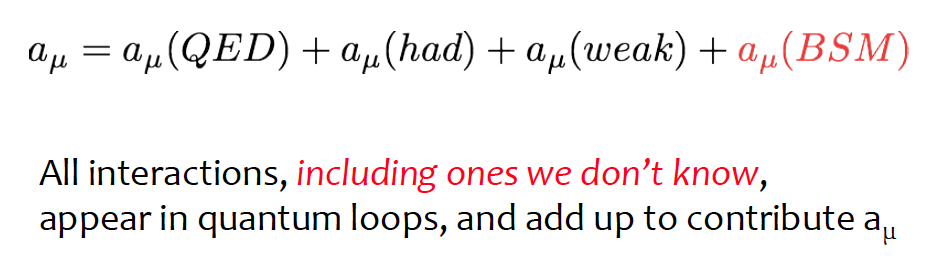 aμ = aμ(QED) + aμ(had) + aμ(weak) + aμ(BSM)
All interactions, including ones we don’t know,
appear in quantum loops, and add up to contribute aμ